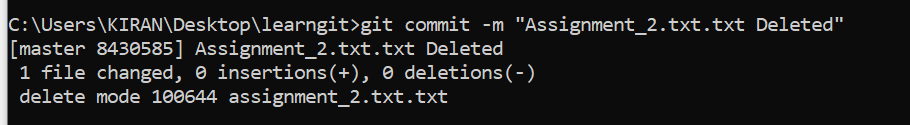 C:\Users\KIRAN\Desktop\learngit>git commit -m "Assignment_2.txt.txt Deleted"
[master 8430585] Assignment_2.txt.txt Deleted
 1 file changed, 0 insertions(+), 0 deletions(-)
 delete mode 100644 assignment_2.txt.txt